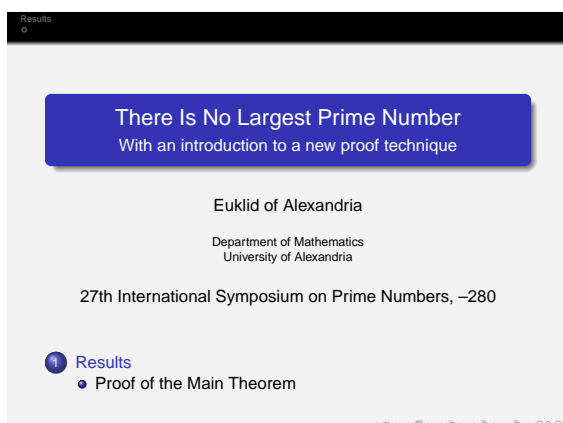 Results
There Is No Largest Prime Number
With an introduction to a new proof technique
Euklid of Alexandria
Department of Mathematics
University of Alexandria
27th International Symposium on Prime Numbers, –280
1 Results
Proof of the Main Theorem